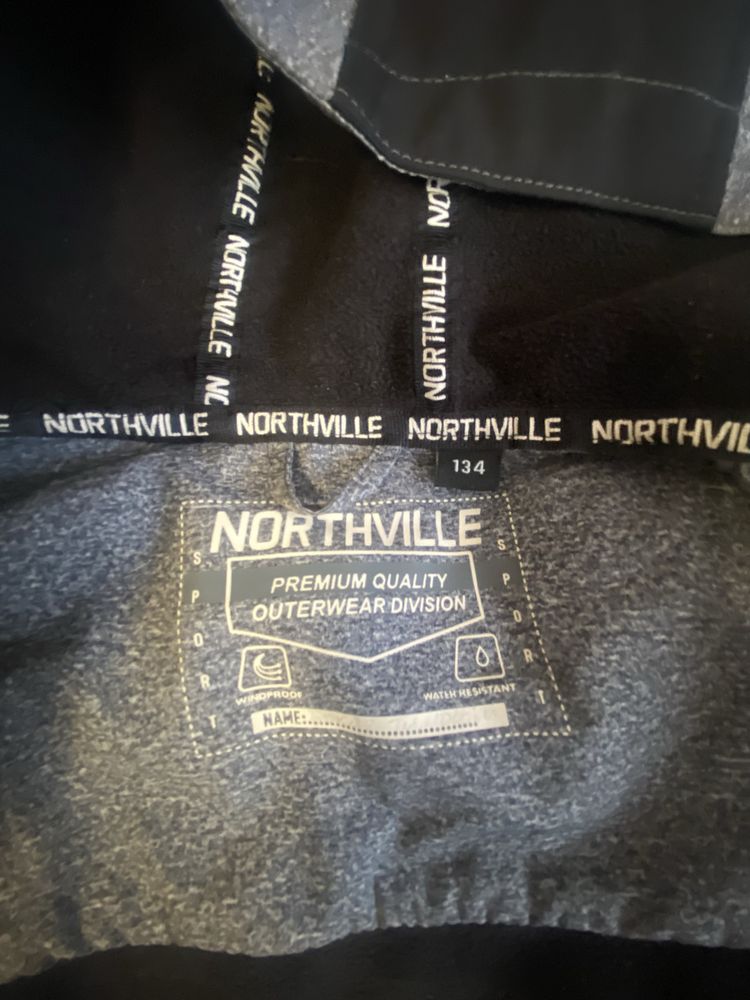 NORTHVILLE
NORTHVILLE
NORTHVILLE
NORTHVILLE NORTHVILLE NORTHVILLE
134
NORTHVILLE
PREMIUM QUALITY
OUTERWEAR DIVISION
SPORT
SPORT
WINDPROOF
WATER RESISTANT
NAME: